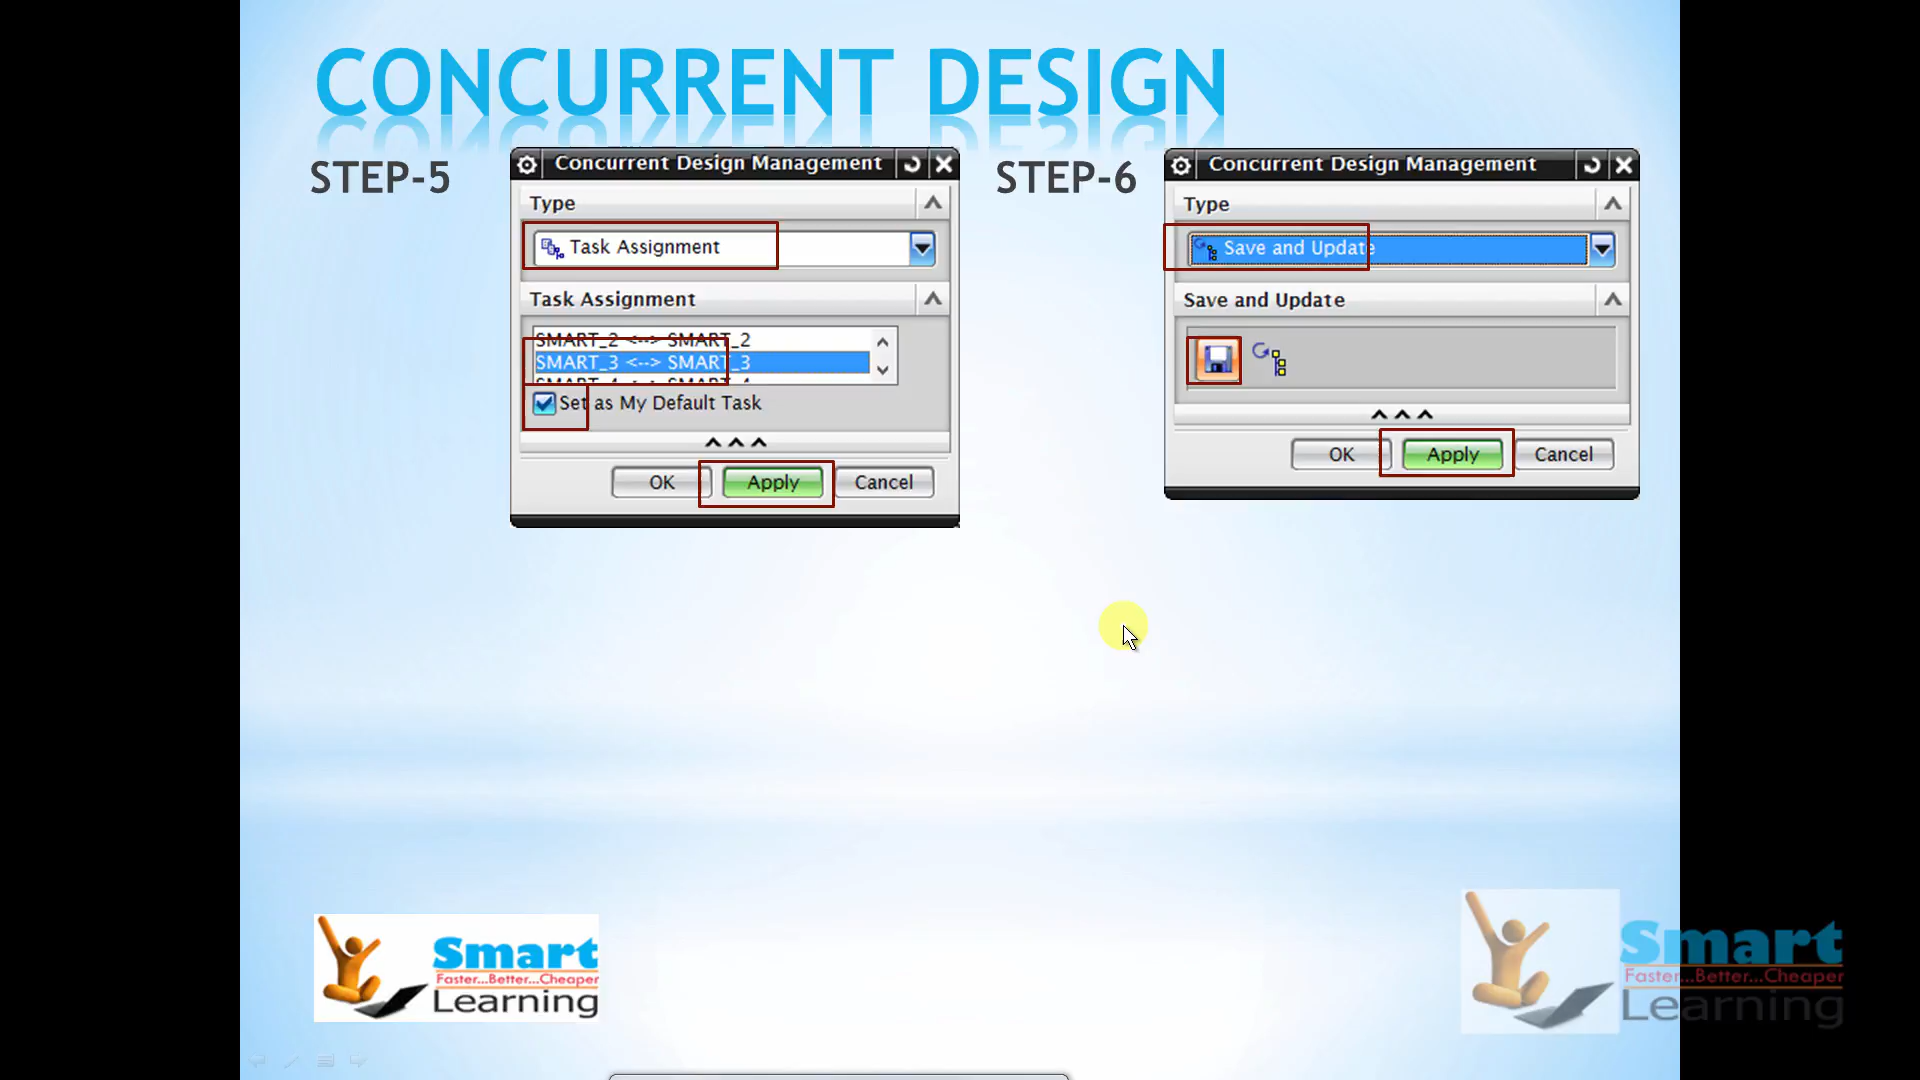 CONCURRENT DESIGN
STEP-5
Concurrent Design Management
Type
Task Assignment
Task Assignment
SMART_2 <--> SMART_2
SMART_3 <--> SMART_3
SMART_4 <--> SMART_4
Set as My Default Task
OK
Apply
Cancel
STEP-6
Concurrent Design Management
Type
Save and Update
Save and Update
OK
Apply
Cancel
Smart
Faster...Better...Cheaper
Learning
Smart
Faster...Better...Cheaper
Learning